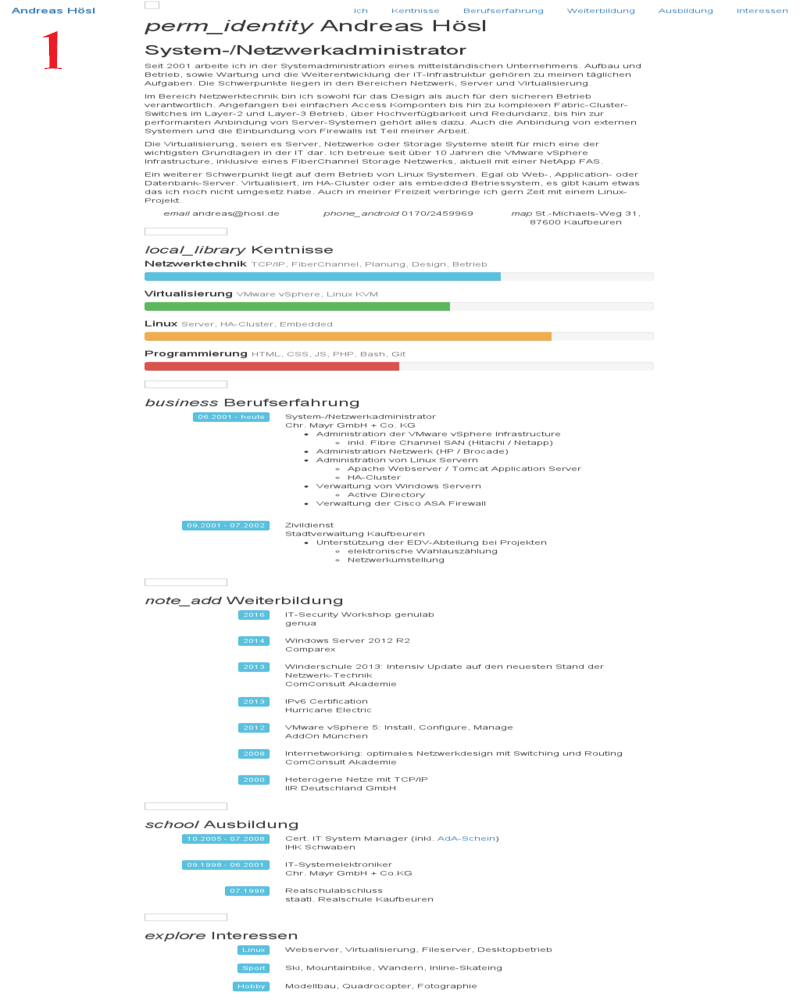 Andreas Hösl
Ich Kentnisse Berufserfahrung Weiterbildung Ausbildung Interessen
1
perm_identity Andreas Hösl
System-/Netzwerkadministrator
Seit 2001 arbeite ich in der Systemadministration eines mittelständischen Unternehmens. Aufbau und
Betrieb, sowie Wartung und die Weiterentwicklung der IT-Infrastruktur gehören zu meinen täglichen
Aufgaben. Die Schwerpunkte liegen in den Bereichen Netzwerk, Server und Virtualisierung.
Im Bereich Netzwerktechnik bin ich sowohl für das Design als auch für den sicheren Betrieb
verantwortlich. Angefangen bei einfachen Access Komponten bis hin zu komplexen Fabric-Cluster-
Switches im Layer-2 und Layer-3 Betrieb, über Hochverfügbarkeit und Redundanz, bis hin zur
performanten Anbindung von Server-Systemen gehört alles dazu. Auch die Anbindung von externen
Systemen und die Einbundung von Firewalls ist Teil meiner Arbeit.
Die Virtualisierung, seien es Server, Netzwerke oder Storage Systeme stellt für mich eine der
wichtigsten Grundlagen in der IT dar. Ich betreue seit über 10 Jahren die VMware vSphere
Infrastructure, inklusive eines FiberChannel Storage Netzwerks, aktuell mit einer NetApp FAS.
Ein weiterer Schwerpunkt liegt auf dem Betrieb von Linux Systemen. Egal ob Web-, Application- oder
Datenbank-Server. Virtualisiert, im HA-Cluster oder als embedded Betriessystem, es gibt kaum etwas
das ich noch nicht umgesetz habe. Auch in meiner Freizeit verbringe ich gern Zeit mit einem Linux-
Projekt.
email andreas@hosl.de phone_android 0170/2459969 map St.-Michaels-Weg 31,
87600 Kaufbeuren
local_library Kentnisse
Netzwerktechnik TCP/IP, FiberChannel, Planung, Design, Betrieb
Virtualisierung VMware vSphere, Linux KVM
Linux Server, HA-Cluster, Embedded
Programmierung HTML, CSS, JS, PHP, Bash, Git
business Berufserfahrung
06.2001 - heute System-/Netzwerkadministrator
Chr. Mayr GmbH + Co. KG
• Administration der VMware vSphere Infrastructure
◦ inkl. Fibre Channel SAN (Hitachi / Netapp)
• Administration Netzwerk (HP / Brocade)
• Administration von Linux Servern
◦ Apache Webserver / Tomcat Application Server
◦ HA-Cluster
• Verwaltung von Windows Servern
◦ Active Directory
• Verwaltung der Cisco ASA Firewall
09.2001 - 07.2002 Zivildienst
Stadtverwaltung Kaufbeuren
• Unterstützung der EDV-Abteilung bei Projekten
◦ elektronische Wahlauszählung
◦ Netzwerkumstellung
note_add Weiterbildung
2016 IT-Security Workshop genulab
genua
2014 Windows Server 2012 R2
Comparex
2013 Winderschule 2013: Intensiv Update auf den neuesten Stand der
Netzwerk-Technik
ComConsult Akademie
2013 IPv6 Certification
Hurricane Electric
2012 VMware vSphere 5: Install, Configure, Manage
AddOn München
2008 Internetworking: optimales Netzwerkdesign mit Switching und Routing
ComConsult Akademie
2000 Heterogene Netze mit TCP/IP
IIR Deutschland GmbH
school Ausbildung
10.2005 - 07.2008 Cert. IT System Manager (inkl. AdA-Schein)
IHK Schwaben
09.1998 - 06.2001 IT-Systemelektroniker
Chr. Mayr GmbH + Co.KG
07.1998 Realschulabschluss
staatl. Realschule Kaufbeuren
explore Interessen
Linux Webserver, Virtualisierung, Fileserver, Desktopbetrieb
Sport Ski, Mountainbike, Wandern, Inline-Skateing
Hobby Modellbau, Quadrocopter, Fotographie